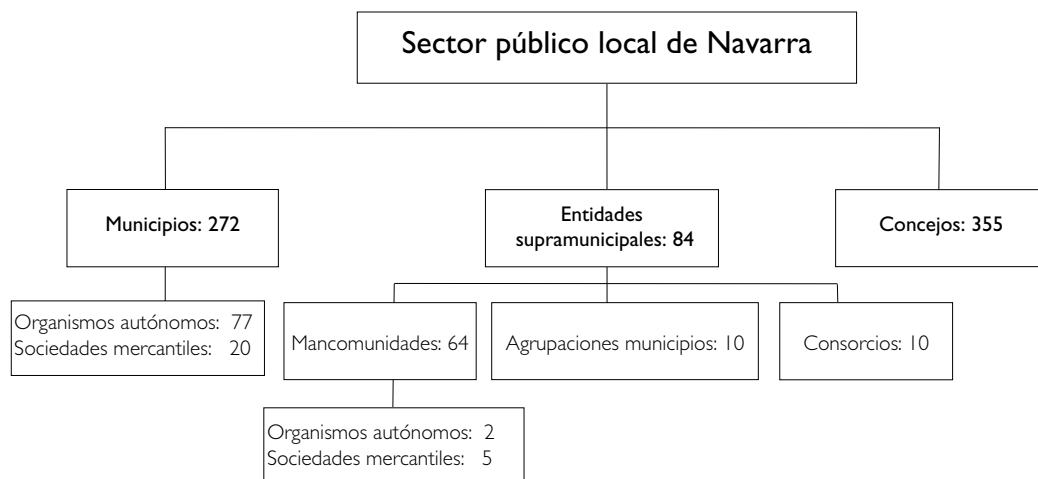 Sector público local de Navarra
Municipios: 272
Entidades
supramunicipales: 84
Concejos: 355
Organismos autónomos: 77
Sociedades mercantiles: 20
Mancomunidades: 64
Agrupaciones municipios: 10
Consorcios: 10
Organismos autónomos: 2
Sociedades mercantiles: 5